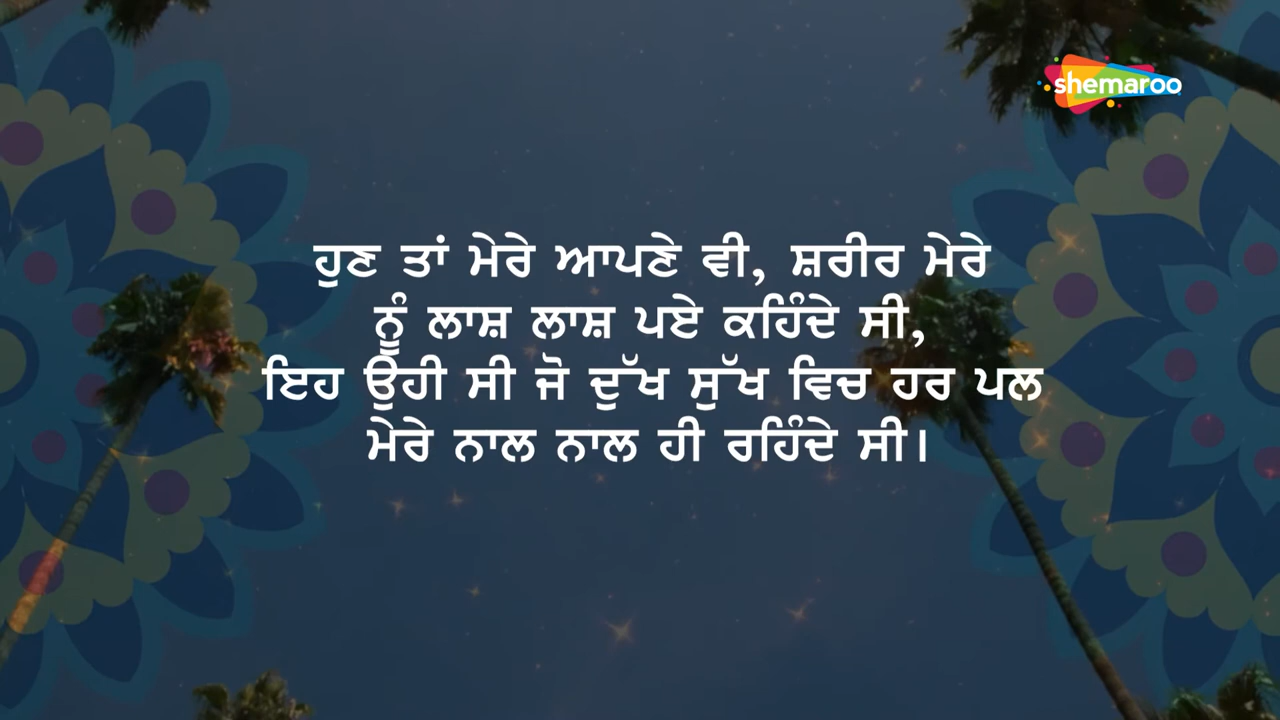 shemaroo
ਹੁਣ ਤਾਂ ਮੇਰੇ ਆਪਣੇ ਵੀ, ਸ਼ਰੀਰ ਮੇਰੇ
ਨੂੰ ਲਾਸ਼ ਲਾਸ਼ ਪਏ ਕਹਿੰਦੇ ਸੀ,
ਇਹ ਉਹੀ ਸੀ ਜੋ ਦੁੱਖ ਸੁੱਖ ਵਿਚ ਹਰ ਪਲ
ਮੇਰੇ ਨਾਲ ਨਾਲ ਹੀ ਰਹਿੰਦੇ ਸੀ।